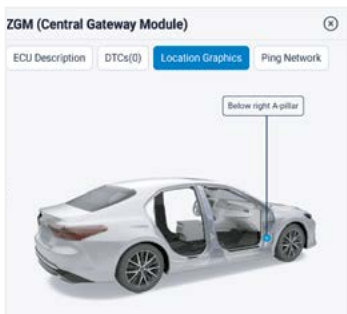 ZGM (Central Gateway Module)
ECU Description
DTCs(0)
Location Graphics
Ping Network
Below right A-pillar